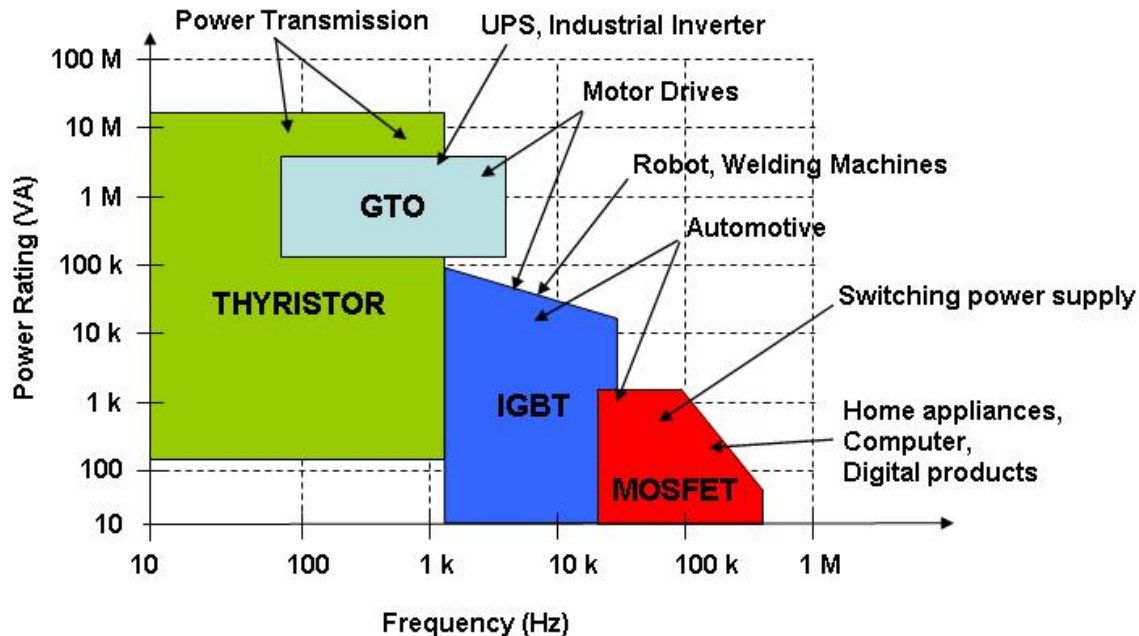 Power Transmission
UPS, Industrial Inverter
100 M
Motor Drives
10 M
Robot, Welding Machines
1 M
GTO
Automotive
100 k
THYRISTOR
Switching power supply
10 k
1 k
IGBT
Home appliances,
Computer,
Digital products
100
MOSFET
10
Power Rating (VA)
10
100
1 k
10 k
100 k
1 M
Frequency (Hz)